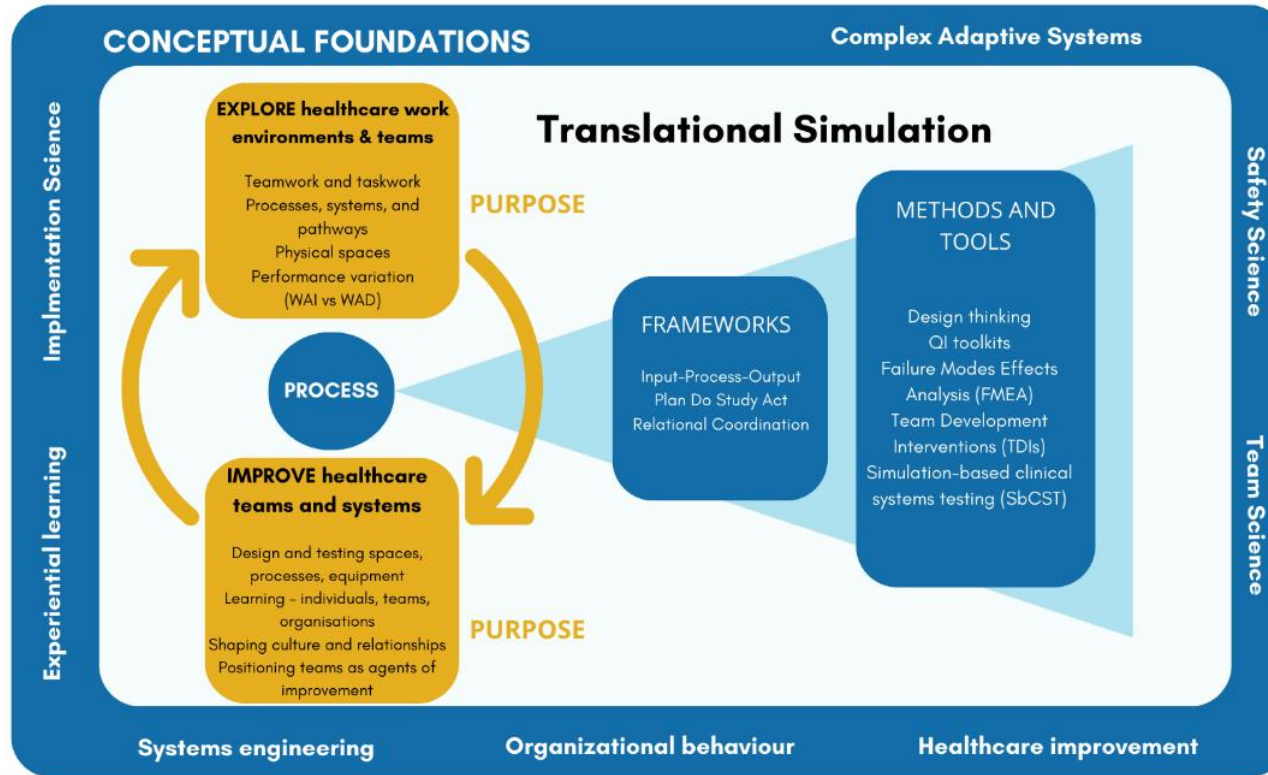 CONCEPTUAL FOUNDATIONS
Complex Adaptive Systems
Implmentation Science
Experiential learning
EXPLORE healthcare work
environments & teams
Teamwork and taskwork
Processes, systems, and
pathways
Physical spaces
Performance variation
(WAI vs WAD)
PURPOSE
Translational Simulation
PROCESS
IMPROVE healthcare
teams and systems
Design and testing spaces,
processes, equipment
Learning - individuals, teams,
organisations
Shaping culture and relationships
Positioning teams as agents of
improvement
PURPOSE
FRAMEWORKS
Input-Process-Output
Plan Do Study Act
Relational Coordination
METHODS AND
TOOLS
Design thinking
QI toolkits
Failure Modes Effects
Analysis (FMEA)
Team Development
Interventions (TDIs)
Simulation-based clinical
systems testing (SbCST)
Safety Science
Team Science
Systems engineering
Organizational behaviour
Healthcare improvement